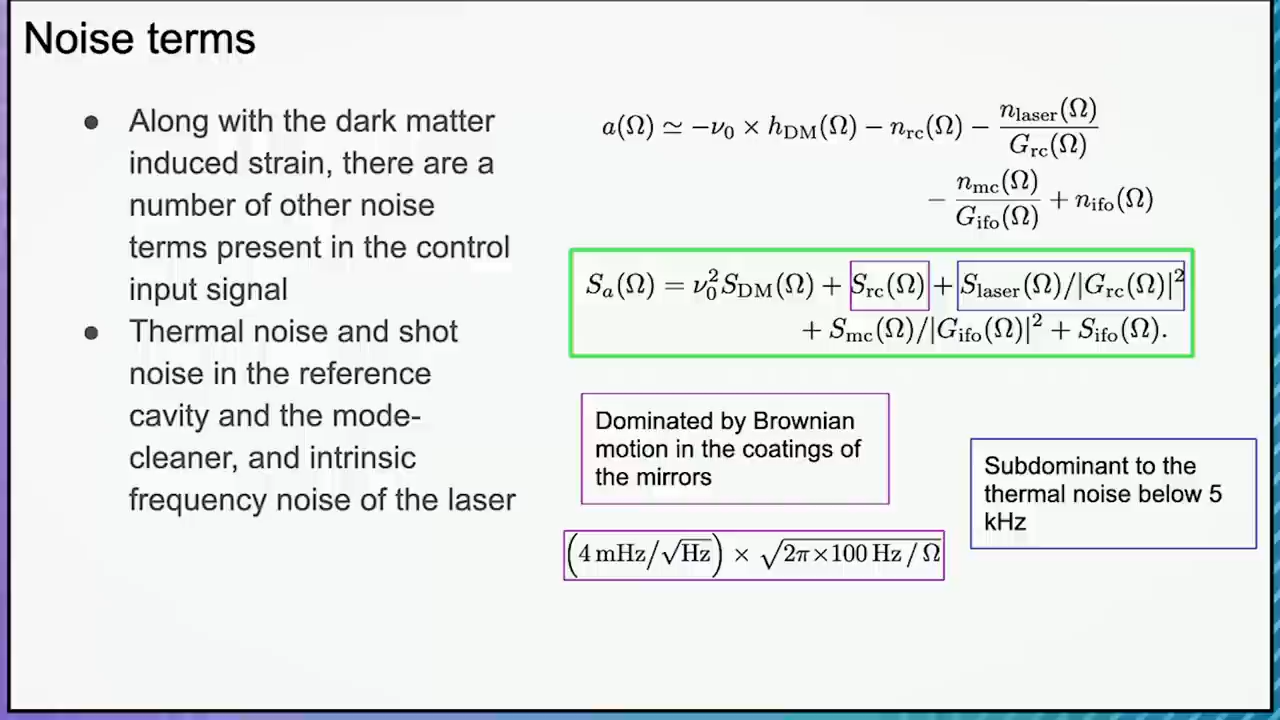 Noise terms
● Along with the dark matter
induced strain, there are a
number of other noise
terms present in the control
input signal
● Thermal noise and shot
noise in the reference
cavity and the mode-
cleaner, and intrinsic
frequency noise of the laser
a(Ω) ≃ −ν₀ × h_DM(Ω) − n_rc(Ω) − n_laser(Ω)/G_rc(Ω)
− n_mc(Ω)/G_ifo(Ω) + n_ifo(Ω)
S_a(Ω) = ν₀² S_DM(Ω) + S_rc(Ω) + S_laser(Ω)/|G_rc(Ω)|²
+ S_mc(Ω)/|G_ifo(Ω)|² + S_ifo(Ω).
Dominated by Brownian
motion in the coatings of
the mirrors
(4 mHz/√Hz) × √(2π×100 Hz / Ω)
Subdominant to the
thermal noise below 5
kHz